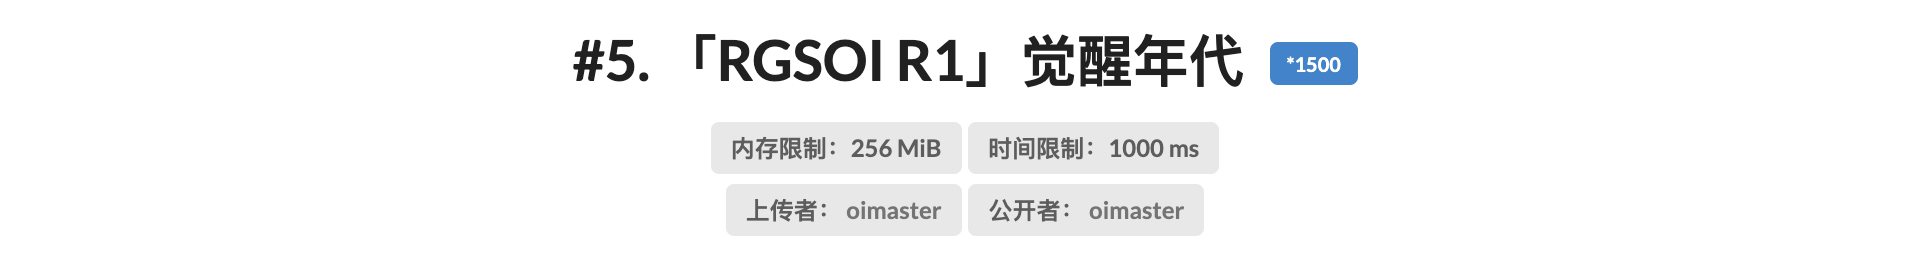 #5. 「RGSOI R1」觉醒年代 *1500
内存限制：256 MiB 时间限制：1000 ms
上传者： oimaster 公开者： oimaster